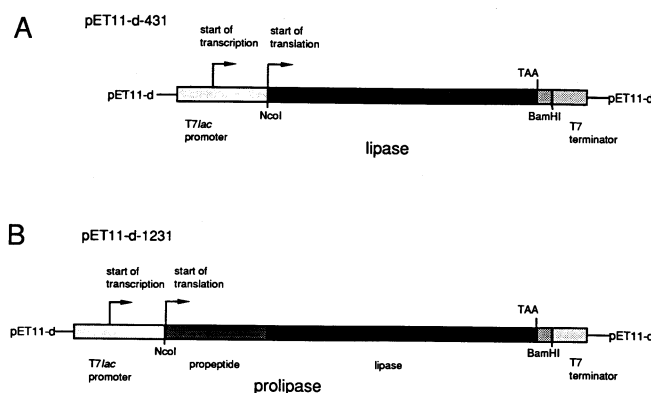 A
pET11-d-431
start of
transcription
start of
translation
TAA
pET11-d
pET11-d
NcoI
BamHI
T7lac
promoter
T7
terminator
lipase
B
pET11-d-1231
start of
transcription
start of
translation
TAA
pET11-d
pET11-d
NcoI
BamHI
T7lac
promoter
propeptide
lipase
T7
terminator
prolipase